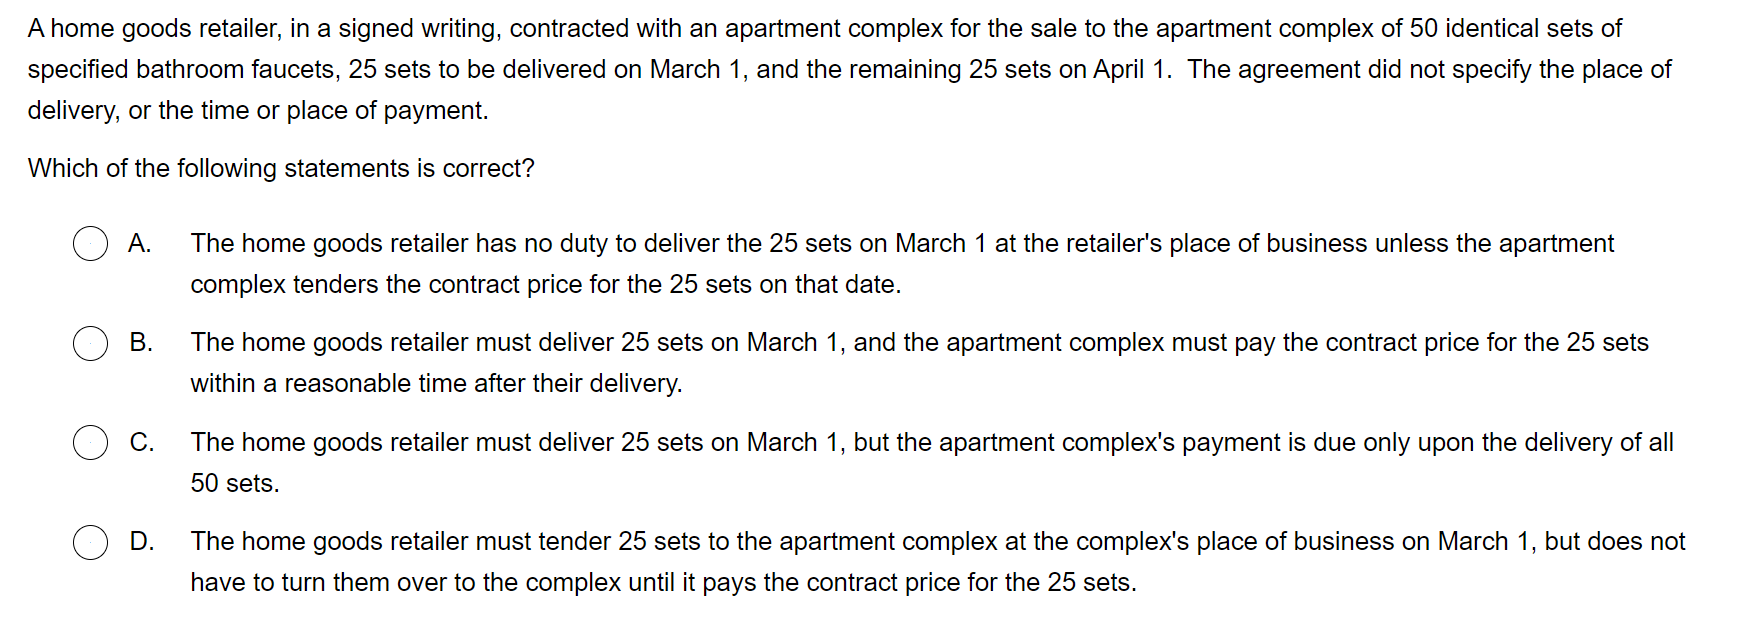 A home goods retailer, in a signed writing, contracted with an apartment complex for the sale to the apartment complex of 50 identical sets of
specified bathroom faucets, 25 sets to be delivered on March 1, and the remaining 25 sets on April 1.  The agreement did not specify the place of
delivery, or the time or place of payment.
Which of the following statements is correct?
A. The home goods retailer has no duty to deliver the 25 sets on March 1 at the retailer's place of business unless the apartment
complex tenders the contract price for the 25 sets on that date.
B. The home goods retailer must deliver 25 sets on March 1, and the apartment complex must pay the contract price for the 25 sets
within a reasonable time after their delivery.
C. The home goods retailer must deliver 25 sets on March 1, but the apartment complex's payment is due only upon the delivery of all
50 sets.
D. The home goods retailer must tender 25 sets to the apartment complex at the complex's place of business on March 1, but does not
have to turn them over to the complex until it pays the contract price for the 25 sets.